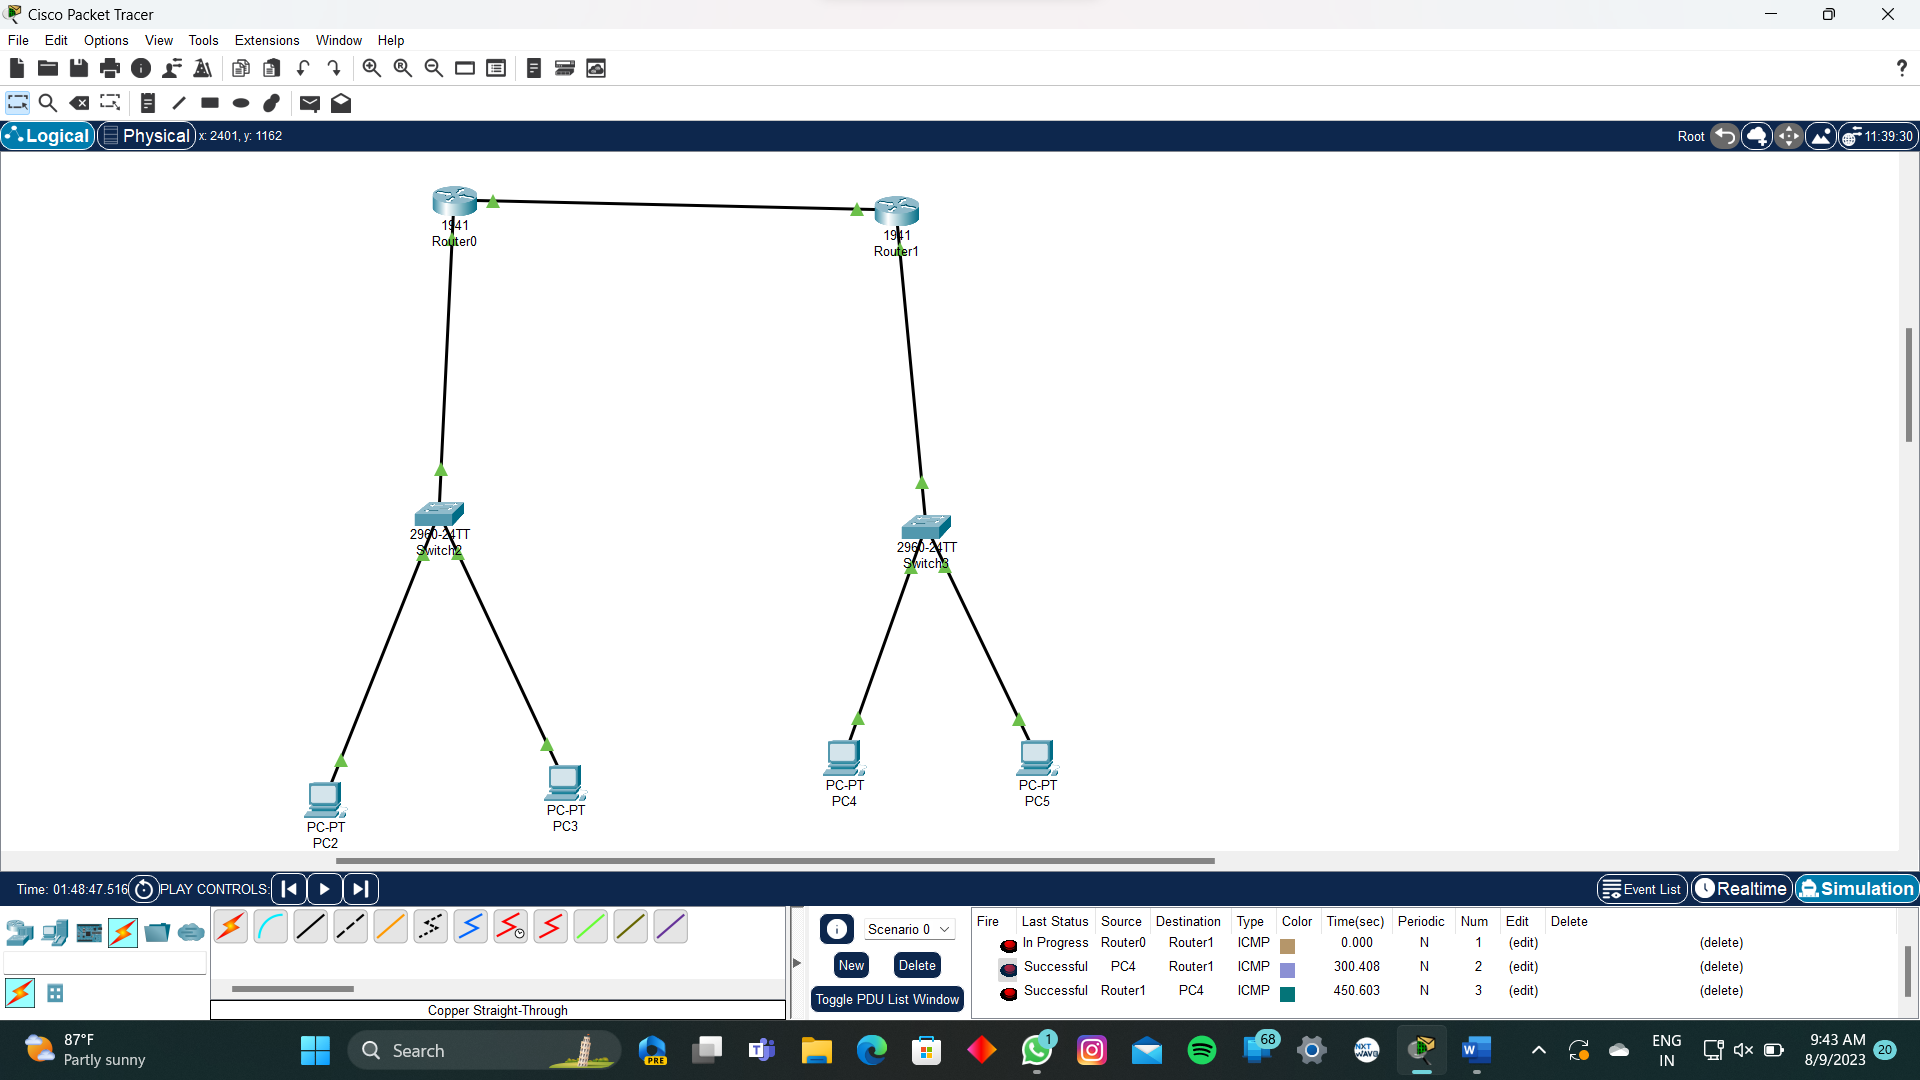 Cisco Packet Tracer
File Edit Options View Tools Extensions Window Help
Logical Physical x: 2401, y: 1162 Root 11:39:30
1941
Router0
1941
Router1
2960-24TT
Switch2
2960-24TT
Switch3
PC-PT
PC4
PC-PT
PC5
PC-PT
PC3
PC-PT
PC2
Time: 01:48:47.516 PLAY CONTROLS: Event List Realtime Simulation
Scenario 0
New Delete
Toggle PDU List Window
Fire Last Status Source Destination Type Color Time(sec) Periodic Num Edit Delete
In Progress Router0 Router1 ICMP 0.000 N 1 (edit) (delete)
Successful PC4 Router1 ICMP 300.408 N 2 (edit) (delete)
Successful Router1 PC4 ICMP 450.603 N 3 (edit) (delete)
Copper Straight-Through
87°F
Partly sunny
Search
PRE
1
68
NXT
WAVE
ENG
IN
9:43 AM
8/9/2023
20